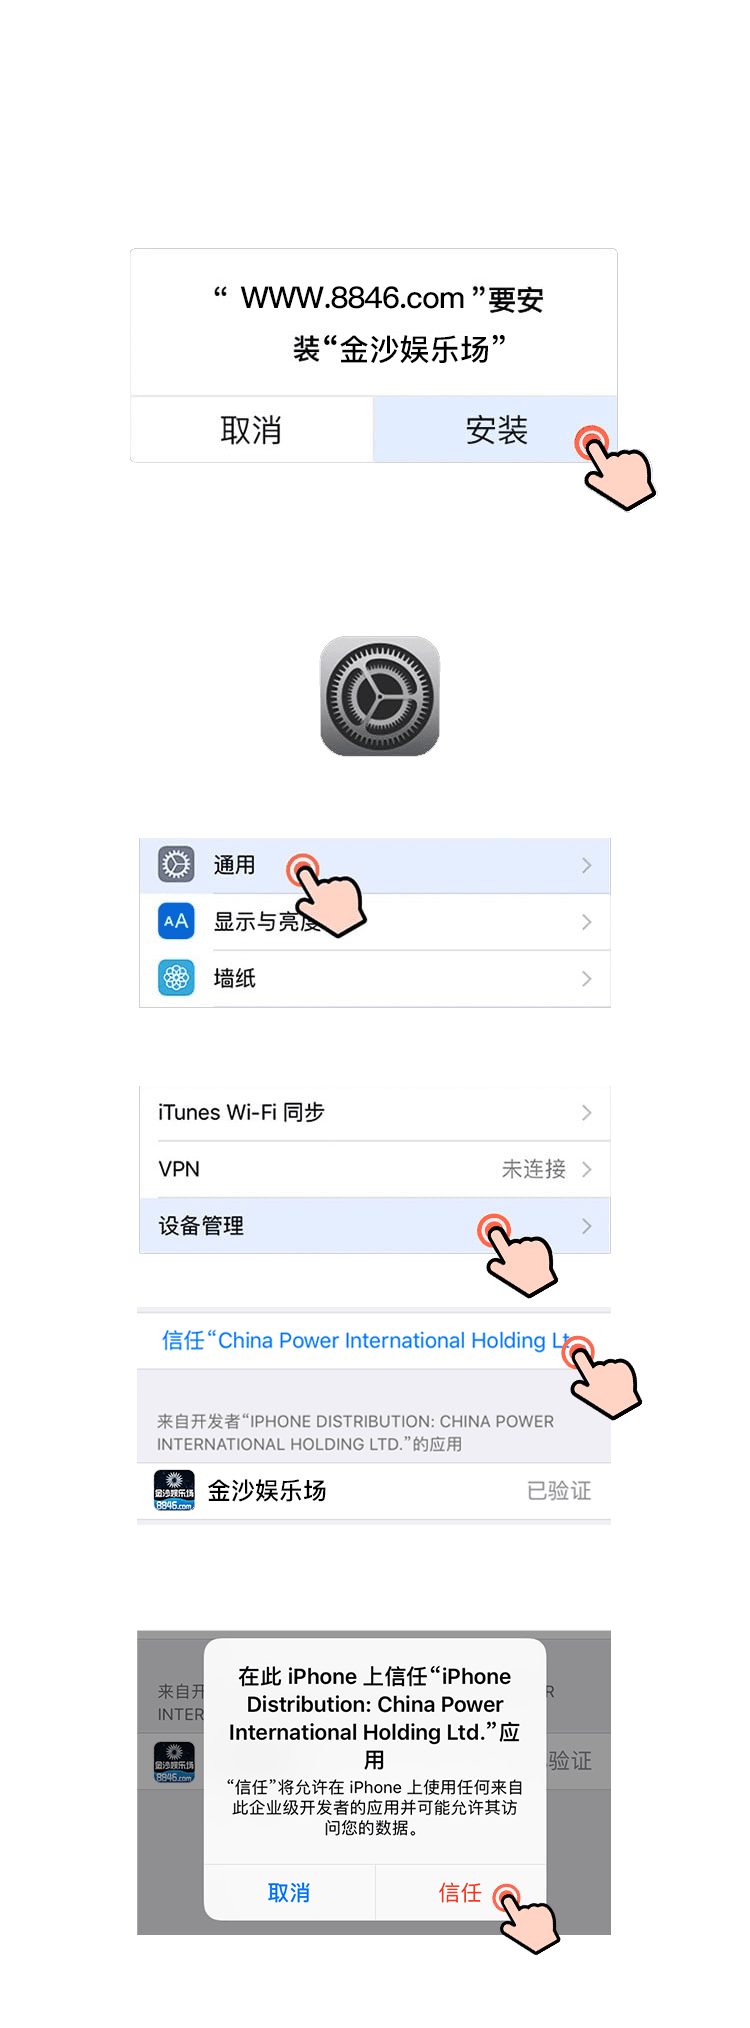 “ WWW.8846.com ”要安
装“金沙娱乐场”
取消
安装
通用
AA
显示与亮度
墙纸
iTunes Wi-Fi 同步
VPN
未连接
设备管理
信任“China Power International Holding Lt
来自开发者“IPHONE DISTRIBUTION: CHINA POWER
INTERNATIONAL HOLDING LTD.”的应用
金沙娱乐场
8846.com
金沙娱乐场
已验证
在此 iPhone 上信任“iPhone
Distribution: China Power
International Holding Ltd.”应
用
“信任”将允许在 iPhone 上使用任何来自
此企业级开发者的应用并可能允许其访
问您的数据。
来自开
R
INTER
金沙娱乐场
8846.com
验证
取消
信任